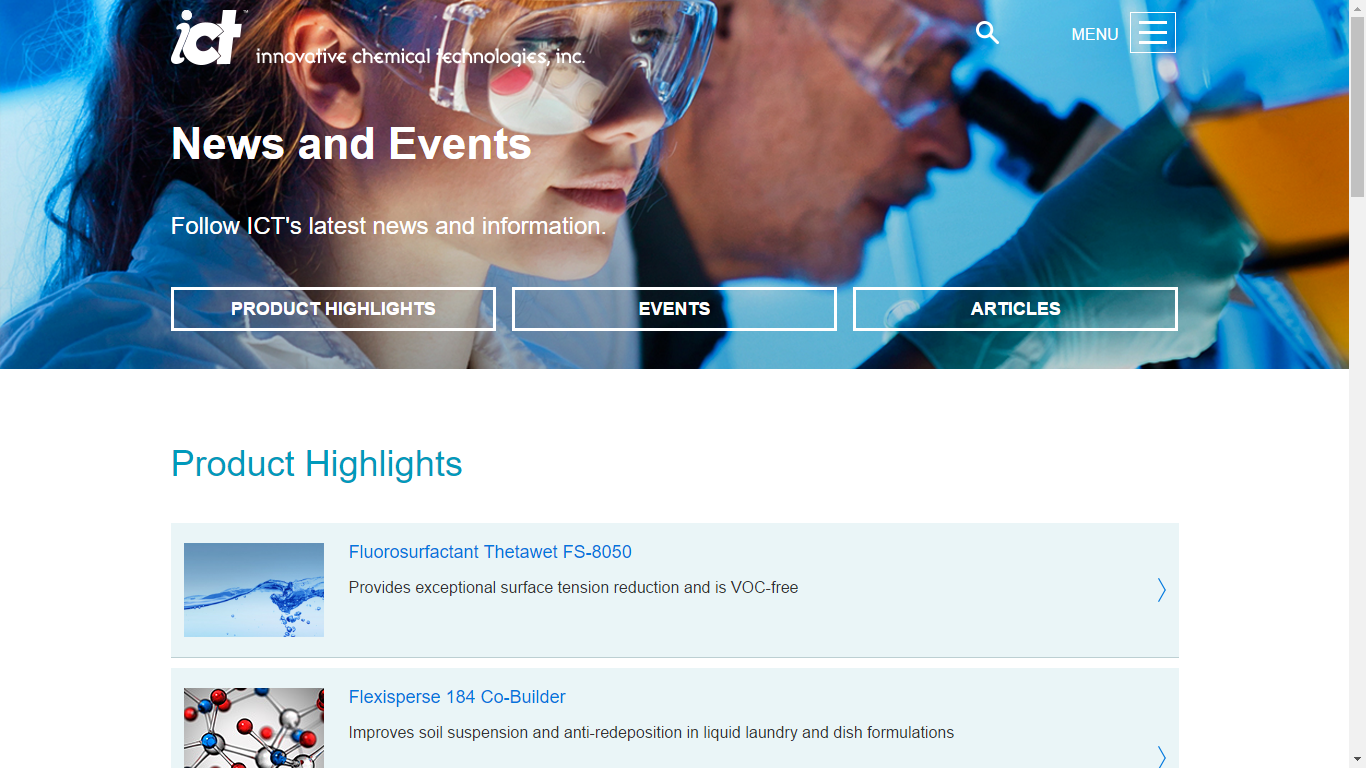 ict™
innovative chemical technologies, inc.
MENU
News and Events
Follow ICT's latest news and information.
PRODUCT HIGHLIGHTS
EVENTS
ARTICLES
Product Highlights
Fluorosurfactant Thetawet FS-8050
Provides exceptional surface tension reduction and is VOC-free
Flexisperse 184 Co-Builder
Improves soil suspension and anti-redeposition in liquid laundry and dish formulations